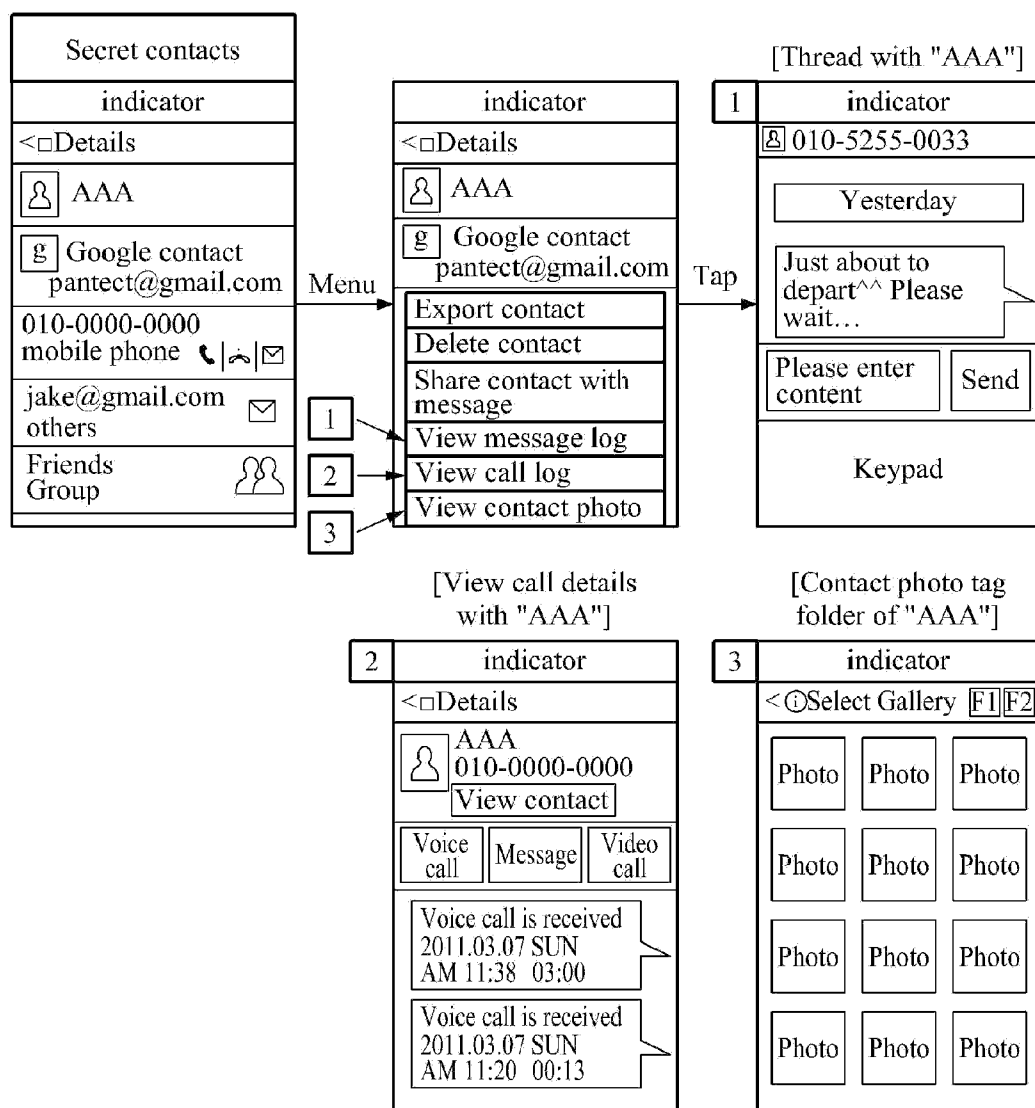 Secret contacts
indicator
<□Details
AAA
g Google contact
pantect@gmail.com
010-0000-0000
mobile phone
jake@gmail.com
others
Friends
Group
Menu
indicator
<□Details
AAA
g Google contact
pantect@gmail.com
Export contact
Delete contact
Share contact with
message
1
View message log
2
View call log
3
View contact photo
Tap
[Thread with "AAA"]
1
indicator
010-5255-0033
Yesterday
Just about to
depart^^ Please
wait...
Please enter
content
Send
Keypad
[View call details
with "AAA"]
2
indicator
<□Details
AAA
010-0000-0000
View contact
Voice
call
Message
Video
call
Voice call is received
2011.03.07 SUN
AM 11:38 03:00
Voice call is received
2011.03.07 SUN
AM 11:20 00:13
[Contact photo tag
folder of "AAA"]
3
indicator
<ⓘSelect Gallery F1 F2
Photo Photo Photo
Photo Photo Photo
Photo Photo Photo
Photo Photo Photo